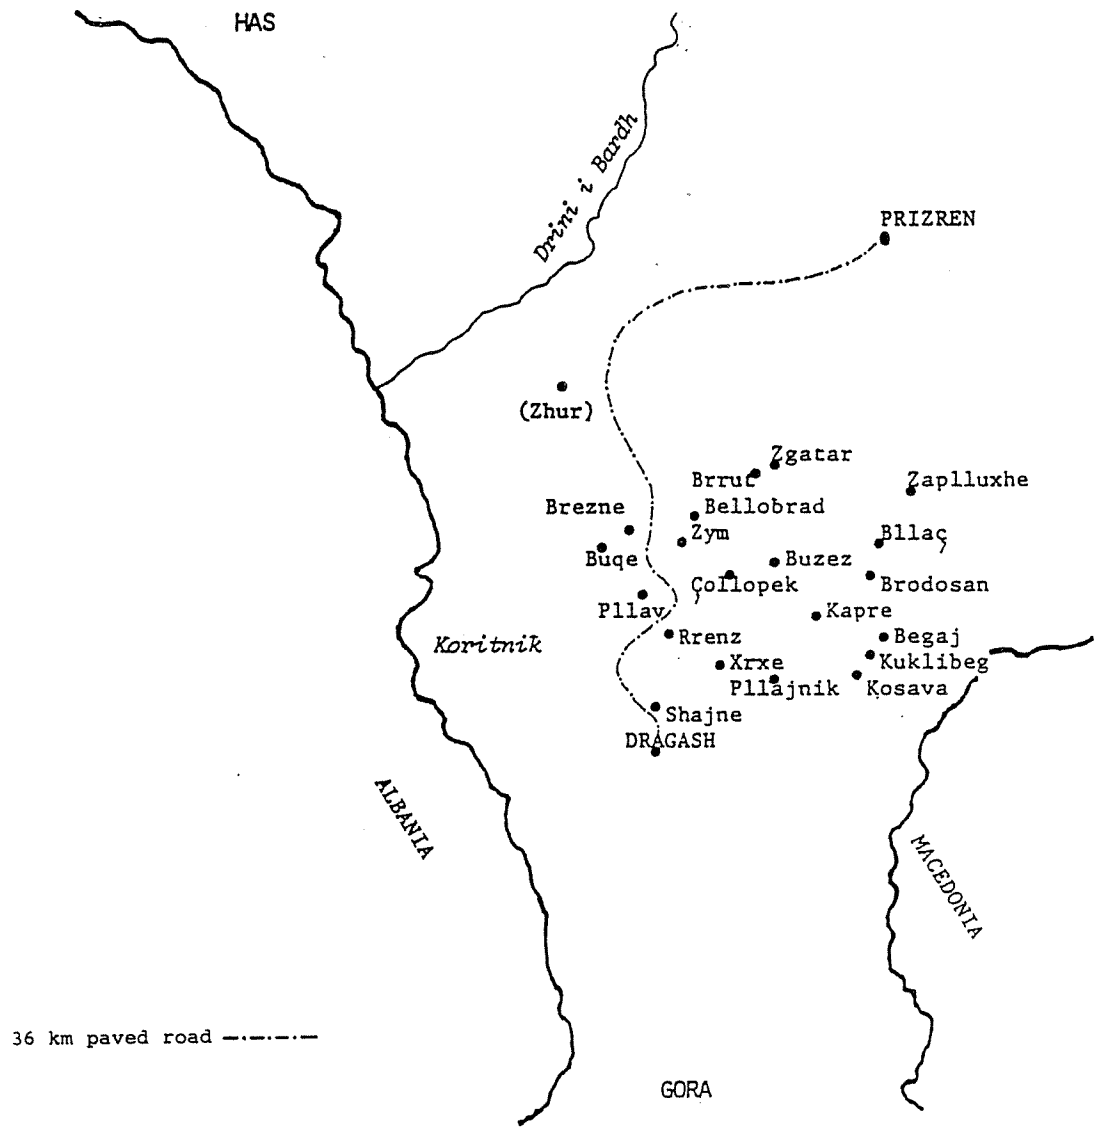 HAS
Drini i Bardh
PRIZREN
(Zhur)
Zgatar
Brrut
Zaplluxhe
Brezne
Bellobrad
Zym
Bllaç
Buqe
Buzez
Çollopek
Brodosan
Pllav
Kapre
Rrenz
Begaj
Koritnik
Xrxe
Kuklibeg
Pllajnik
Kosava
Shajne
DRAGASH
ALBANIA
MACEDONIA
36 km paved road
GORA